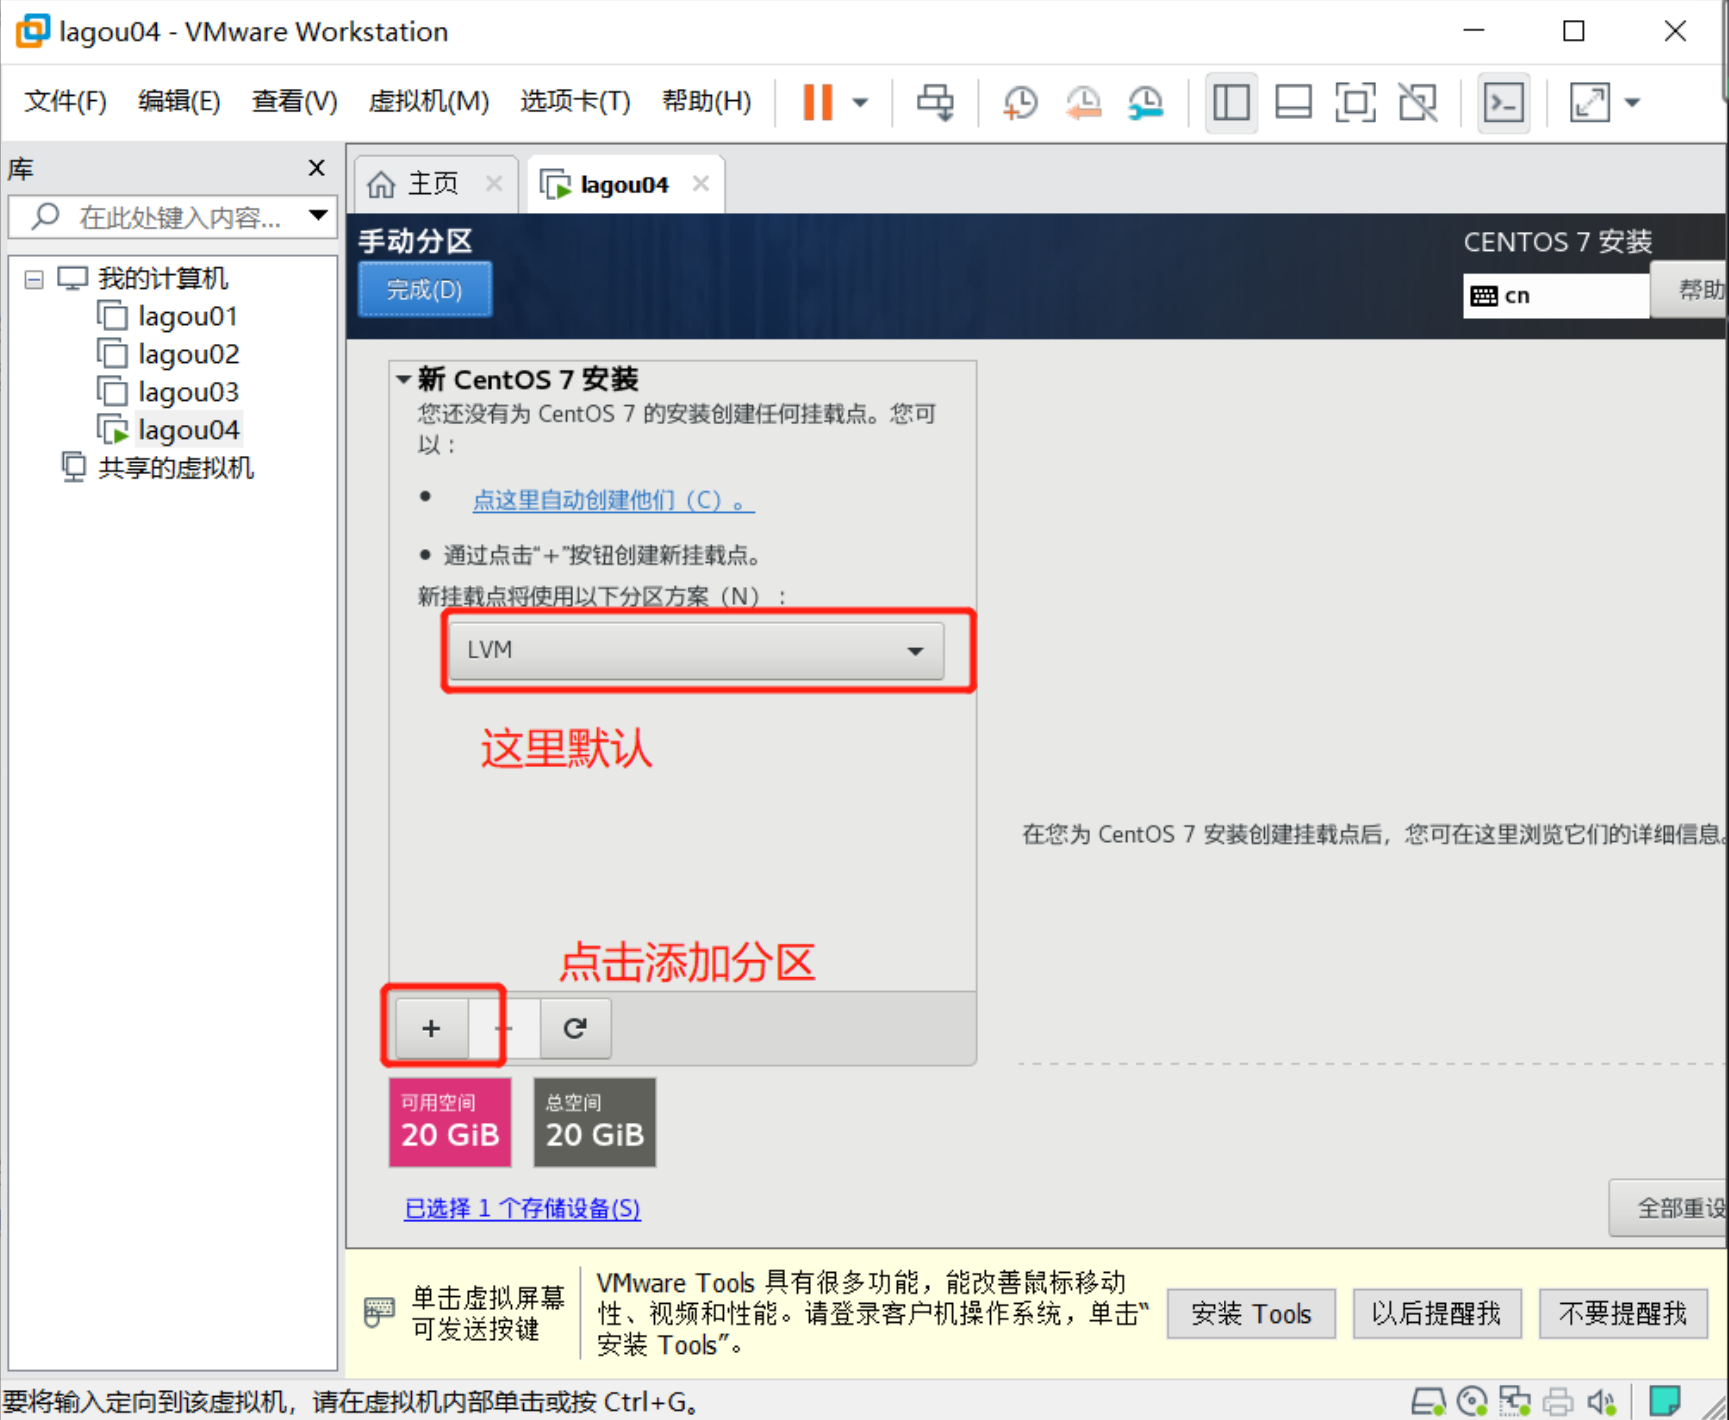 lagou04 - VMware Workstation
文件(F) 编辑(E) 查看(V) 虚拟机(M) 选项卡(T) 帮助(H)
库
在此处键入内容...
我的计算机
lagou01
lagou02
lagou03
lagou04
共享的虚拟机
主页 lagou04
手动分区
完成(D)
CENTOS 7 安装
cn
帮助
新 CentOS 7 安装
您还没有为 CentOS 7 的安装创建任何挂载点。您可
以：
点这里自动创建他们（C）。
通过点击“+”按钮创建新挂载点。
新挂载点将使用以下分区方案（N）：
LVM
这里默认
在您为 CentOS 7 安装创建挂载点后，您可在这里浏览它们的详细信息。
点击添加分区
+ -
可用空间
20 GiB
总空间
20 GiB
已选择 1 个存储设备(S)
全部重设
单击虚拟屏幕
可发送按键
VMware Tools 具有很多功能，能改善鼠标移动
性、视频和性能。请登录客户机操作系统，单击“
安装 Tools”。
安装 Tools 以后提醒我 不要提醒我
要将输入定向到该虚拟机，请在虚拟机内部单击或按 Ctrl+G。